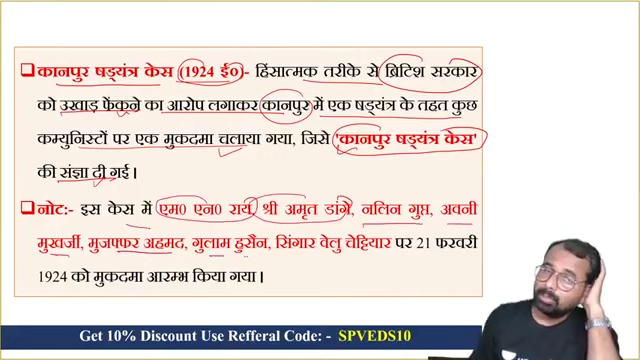 ❑कानपुर षड्यंत्र केस (1924 ई०)- हिंसात्मक तरीके से ब्रिटिश सरकार
को उखाड़ फेंकने का आरोप लगाकर कानपुर में एक षड्यंत्र के तहत कुछ
कम्युनिस्टों पर एक मुकदमा चलाया गया, जिसे 'कानपुर षड्यंत्र केस'
की संज्ञा दी गई।
❑नोटः- इस केस में एम0 एन0 राय, श्री अमृत डांगे, नलिन गुप्त, अवनी
मुखर्जी, मुजफ्फर अहमद, गुलाम हुसैन, सिंगार वेलु चेट्टियार पर 21 फरवरी
1924 को मुकदमा आरम्भ किया गया।
Get 10% Discount Use Refferal Code: - SPVEDS10